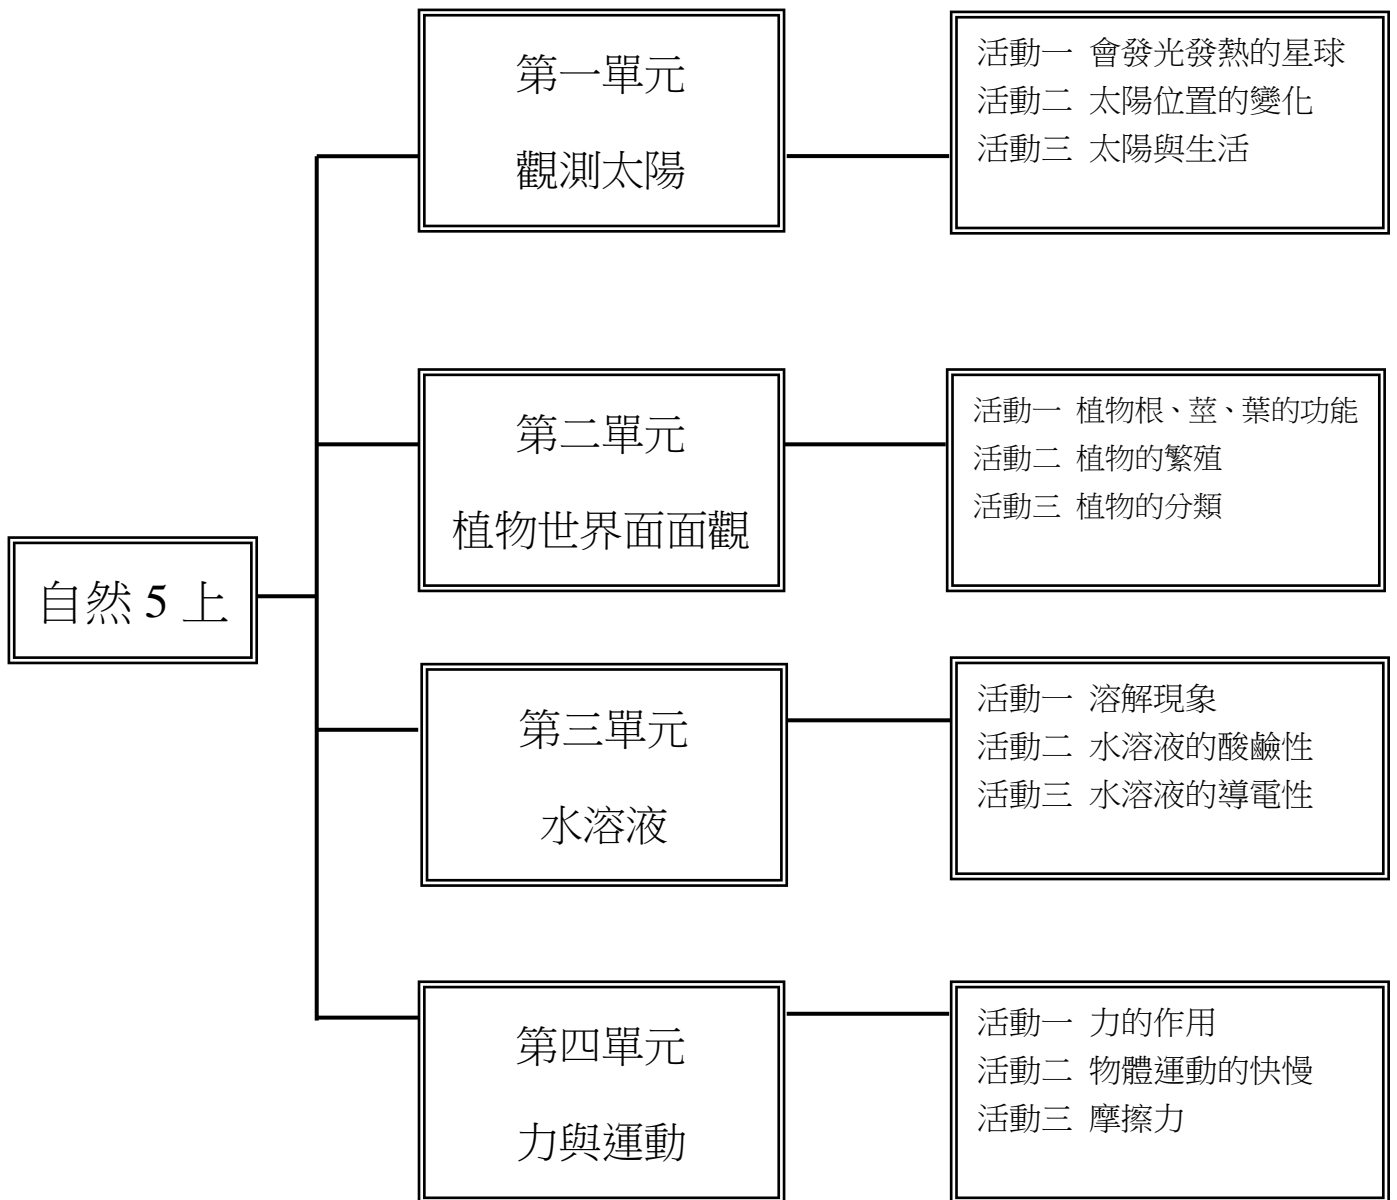 自然 5 上
第一單元
觀測太陽
活動一 會發光發熱的星球
活動二 太陽位置的變化
活動三 太陽與生活
第二單元
植物世界面面觀
活動一 植物根、莖、葉的功能
活動二 植物的繁殖
活動三 植物的分類
第三單元
水溶液
活動一 溶解現象
活動二 水溶液的酸鹼性
活動三 水溶液的導電性
第四單元
力與運動
活動一 力的作用
活動二 物體運動的快慢
活動三 摩擦力